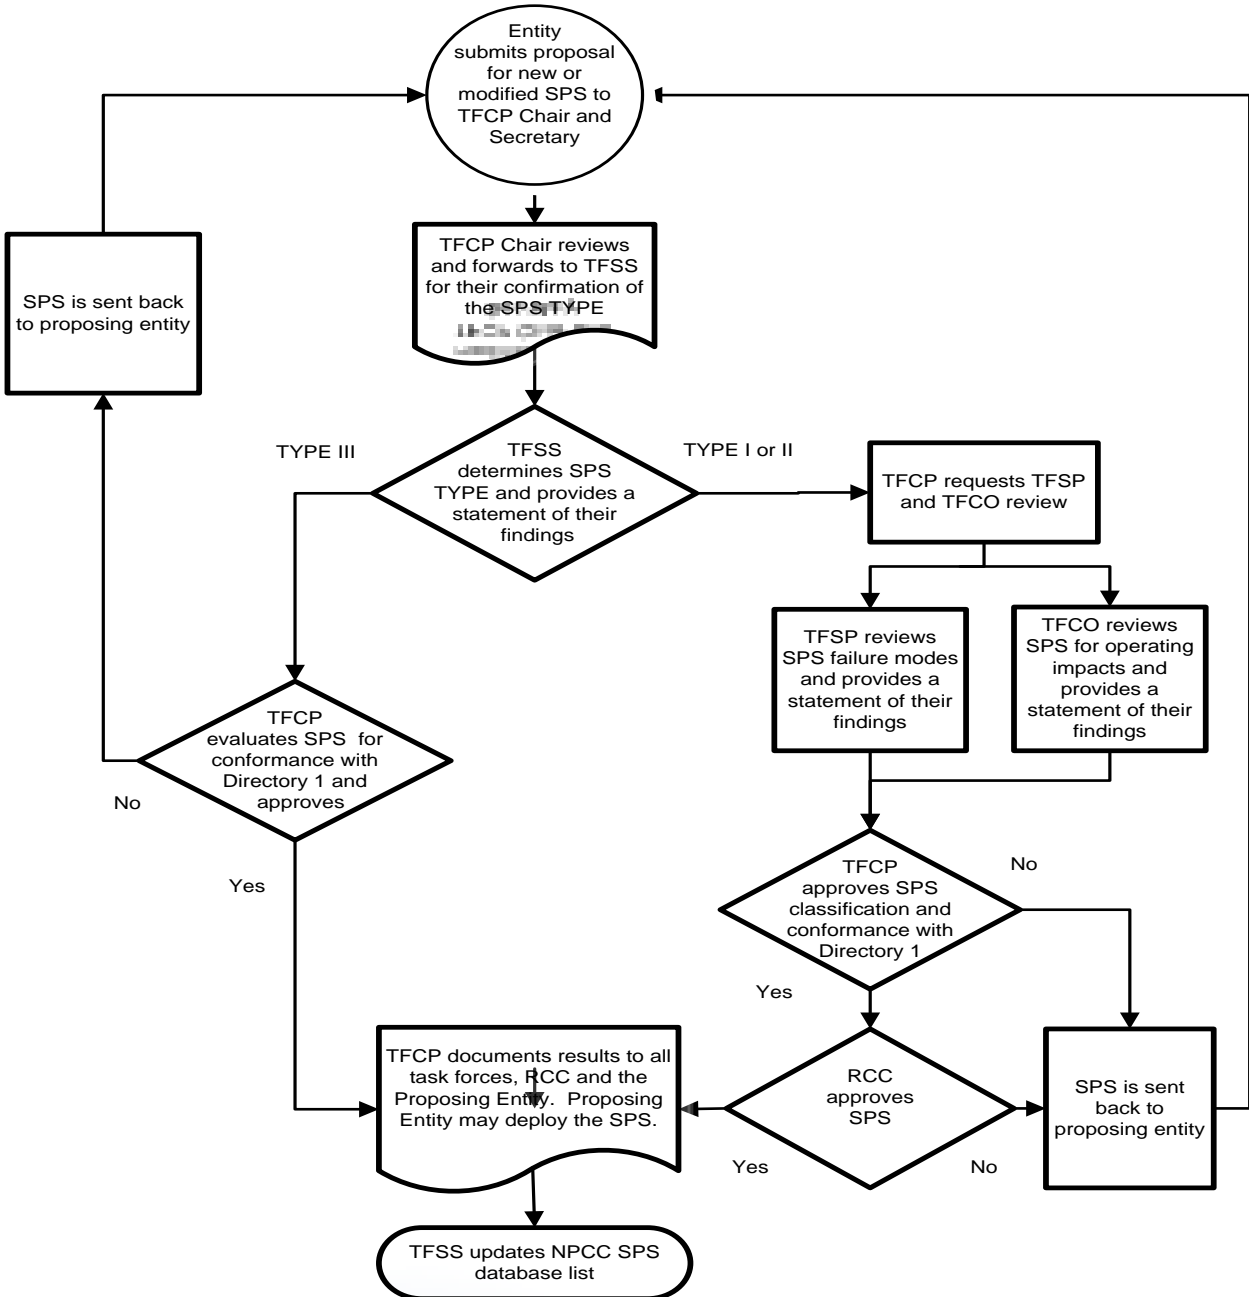 Entity
submits proposal
for new or
modified SPS to
TFCP Chair and
Secretary
TFCP Chair reviews
and forwards to TFSS
for their confirmation of
the SPS TYPE
SPS is sent back
to proposing entity
TYPE III
TFSS
determines SPS
TYPE and provides a
statement of their
findings
TYPE I or II
TFCP requests TFSP
and TFCO review
TFSP reviews
SPS failure modes
and provides a
statement of their
findings
TFCO reviews
SPS for operating
impacts and
provides a
statement of their
findings
TFCP
evaluates SPS for
conformance with
Directory 1 and
approves
No
Yes
TFCP
approves SPS
classification and
conformance with
Directory 1
No
Yes
TFCP documents results to all
task forces, RCC and the
Proposing Entity. Proposing
Entity may deploy the SPS.
RCC
approves
SPS
Yes
No
SPS is sent
back to
proposing entity
TFSS updates NPCC SPS
database list